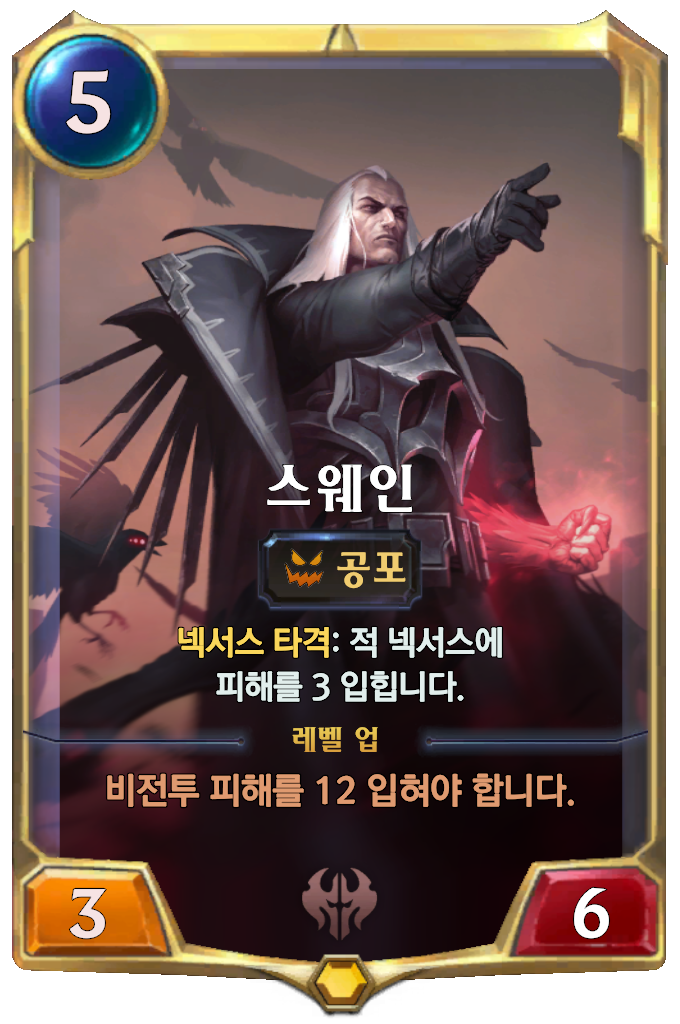 5
스웨인
공포
넥서스 타격: 적 넥서스에
피해를 3 입힙니다.
레벨 업
비전투 피해를 12 입혀야 합니다.
3
6